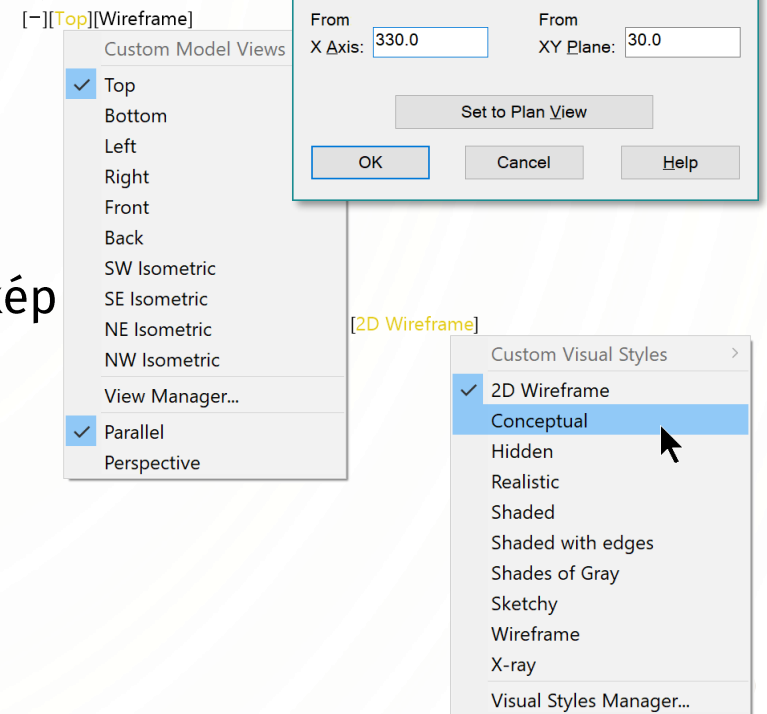 [−][Top][Wireframe]
Custom Model Views
Top
Bottom
Left
Right
Front
Back
SW Isometric
SE Isometric
NE Isometric
NW Isometric
View Manager...
Parallel
Perspective
From
X Axis: 330.0
From
XY Plane: 30.0
Set to Plan View
OK Cancel Help
kép
[2D Wireframe]
Custom Visual Styles
2D Wireframe
Conceptual
Hidden
Realistic
Shaded
Shaded with edges
Shades of Gray
Sketchy
Wireframe
X-ray
Visual Styles Manager...